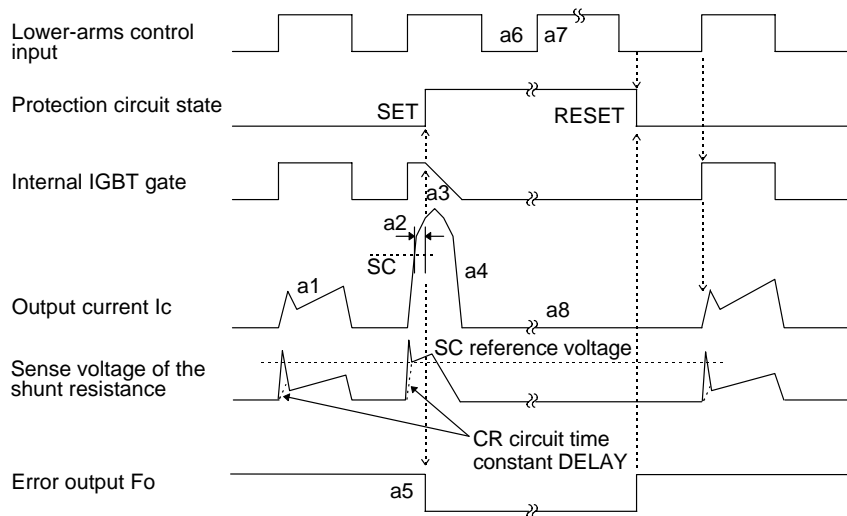 Lower-arms control
input
a6
a7
Protection circuit state
SET
RESET
Internal IGBT gate
a3
a2
SC
a4
Output current Ic
a1
a8
SC reference voltage
Sense voltage of the
shunt resistance
CR circuit time
constant DELAY
Error output Fo
a5